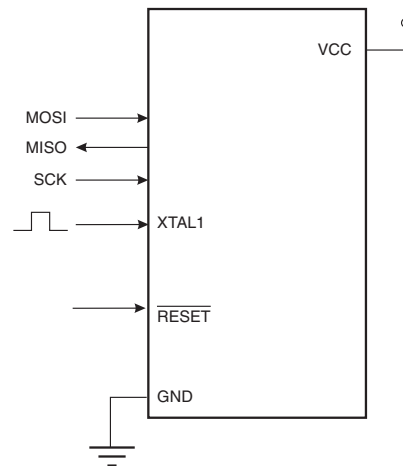 VCC
MOSI
MISO
SCK
XTAL1
RESET
GND